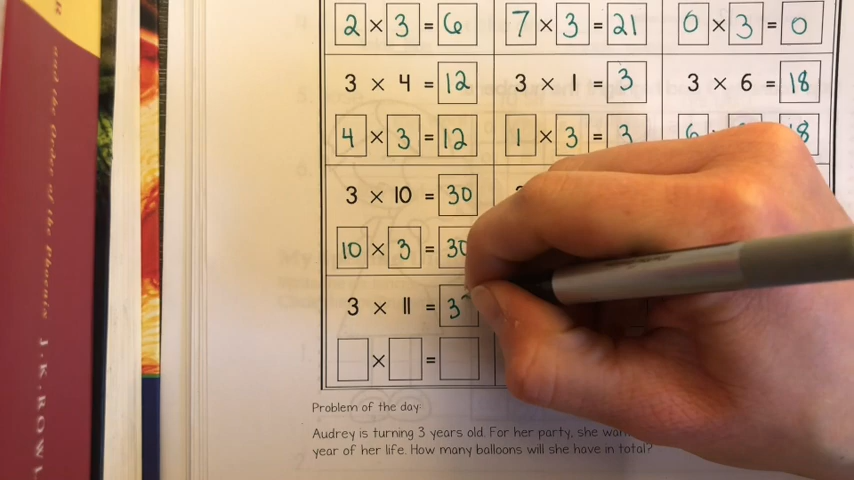 and the Order of the Phoenix J.K. ROWL
2 × 3 = 6 7 × 3 = 21 0 × 3 = 0
3 × 4 = 12 3 × 1 = 3 3 × 6 = 18
4 × 3 = 12 1 × 3 = 3 6
3 × 10 = 30
10 × 3 = 30
3 × 11 = 3
× =
Problem of the day:
Audrey is turning 3 years old. For her party, she
year of her life. How many balloons will she have in total?